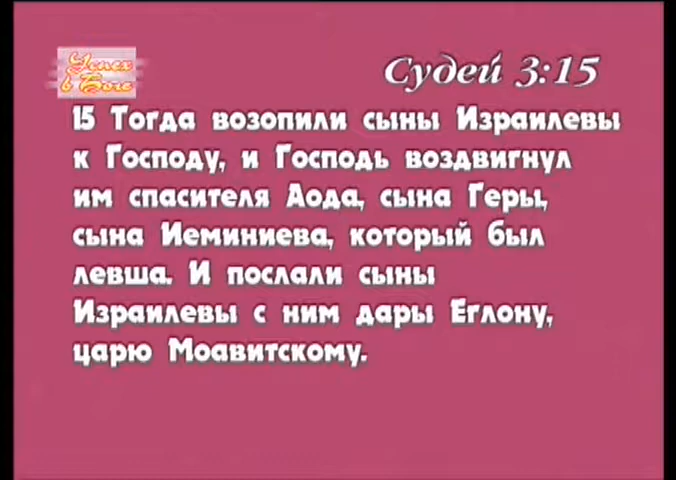 Успех
в Боге
Судей 3:15
15 Тогда возопили сыны Израилевы
к Господу, и Господь воздвигнул
им спасителя Аода, сына Геры,
сына Иеминиева, который был
левша. И послали сыны
Израилевы с ним дары Еглону,
царю Моавитскому.